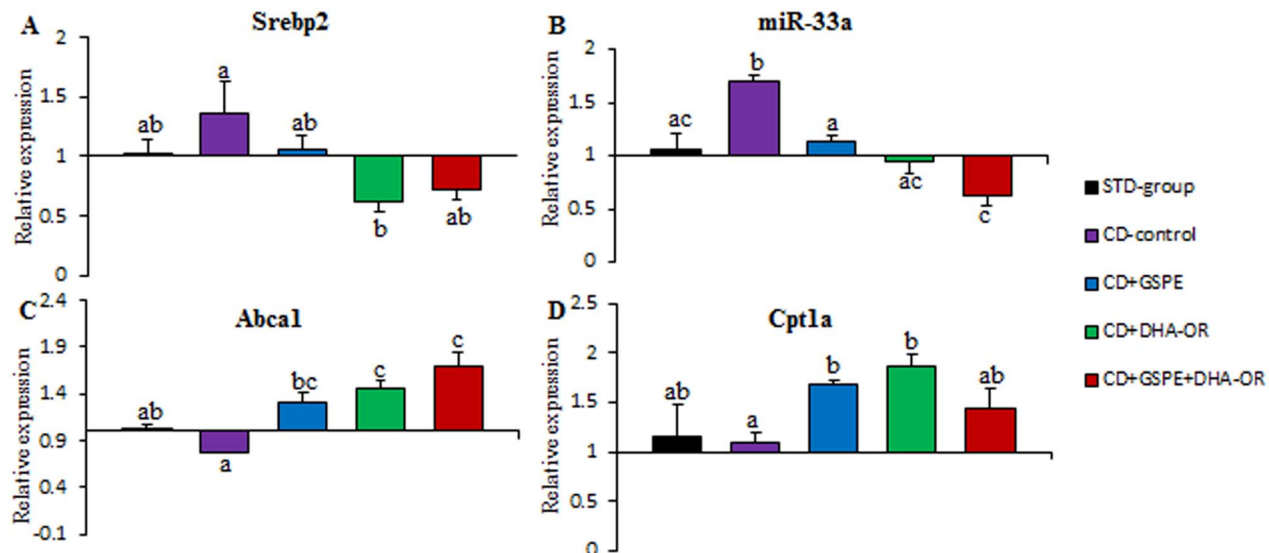 A
Srebp2
Relative expression
2
1.5
1
0.5
0
ab
a
ab
b
ab
B
miR-33a
Relative expression
2
1.5
1
0.5
0
ac
b
a
ac
c
C
Abca1
Relative expression
2.4
1.9
1.4
0.9
0.4
-0.1
ab
a
bc
c
c
D
Cpt1a
Relative expression
2.5
2
1.5
1
0.5
0
ab
a
b
b
ab
STD-group
CD-control
CD+GSPE
CD+DHA-OR
CD+GSPE+DHA-OR